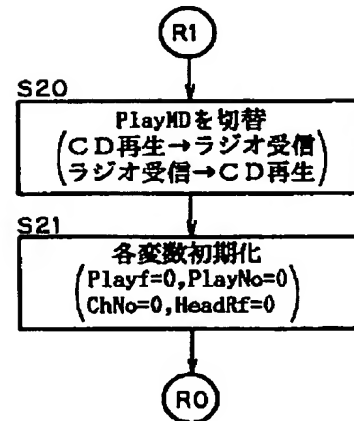 R1
S20
PlayMDを切替
(CD再生→ラジオ受信
ラジオ受信→CD再生)
S21
各変数初期化
(Playf=0,PlayNo=0
ChNo=0,HeadRf=0)
R0